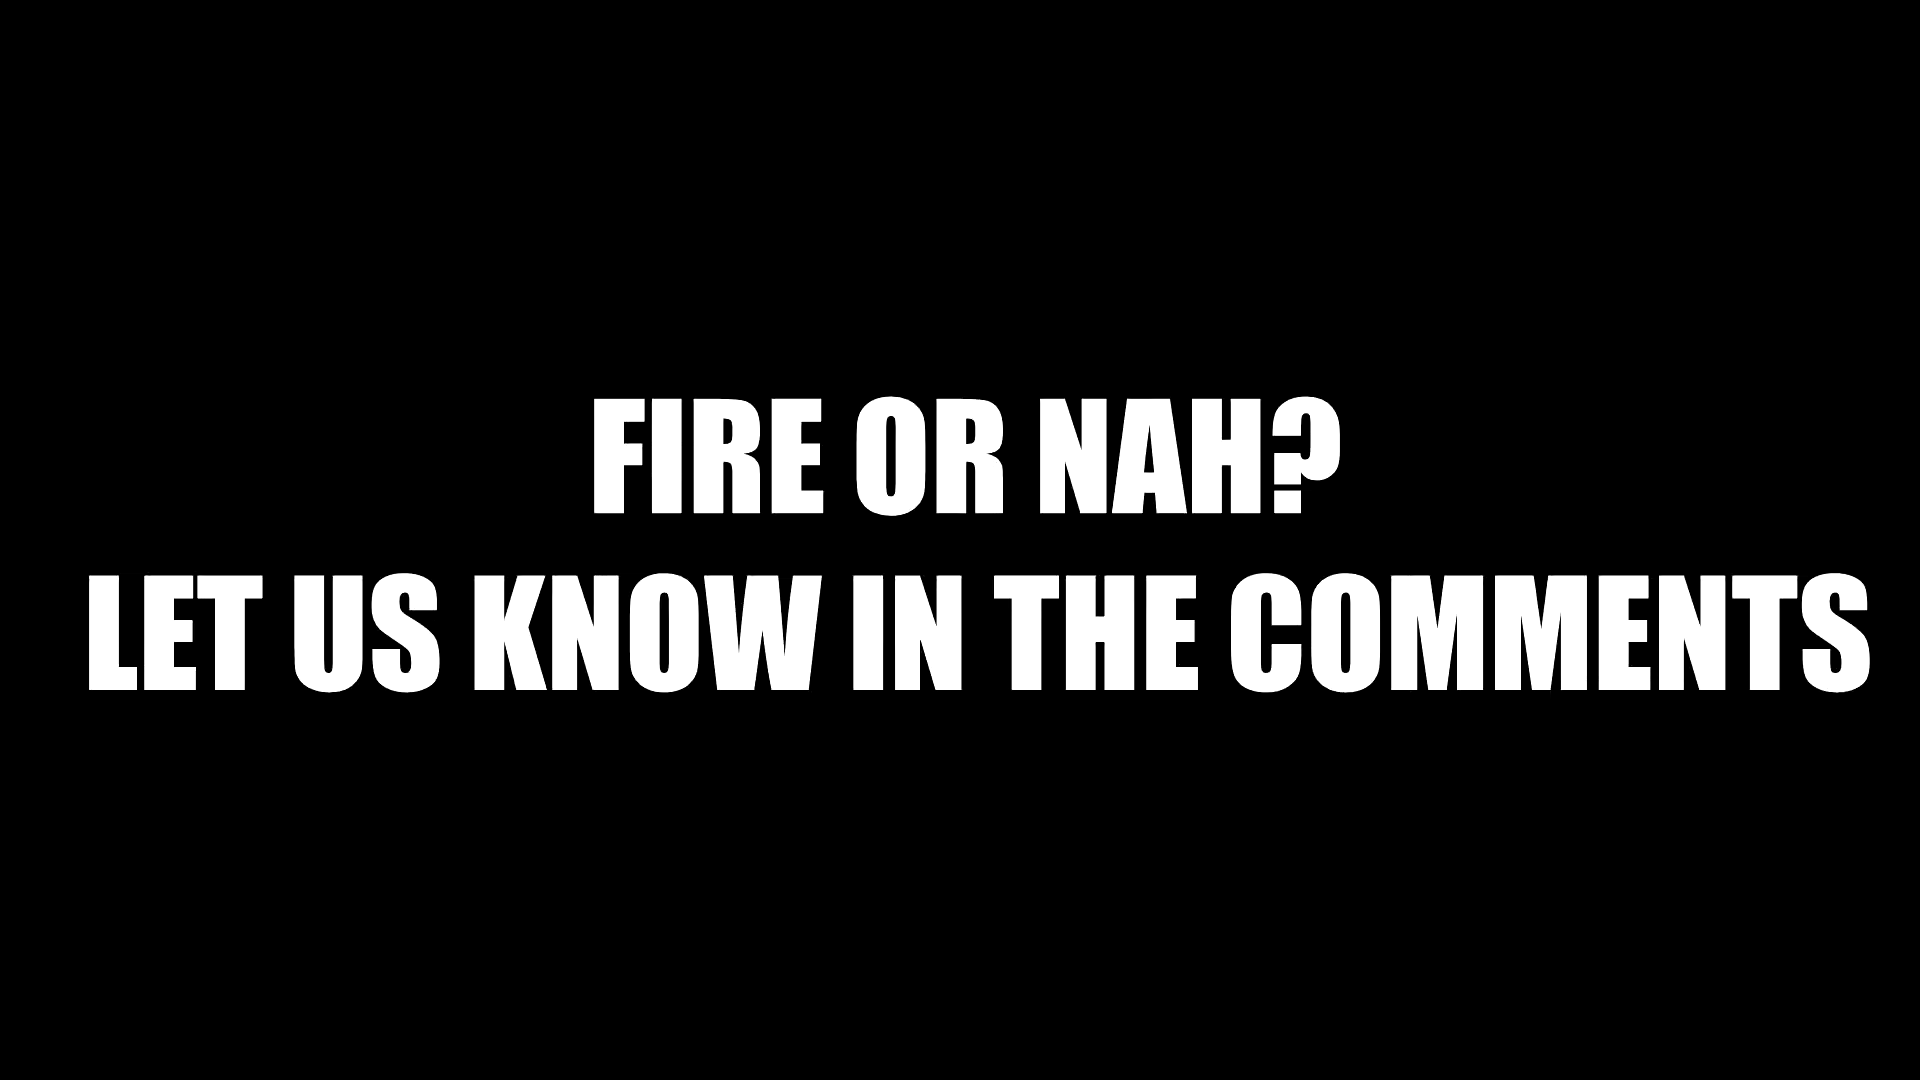 FIRE OR NAH?
LET US KNOW IN THE COMMENTS